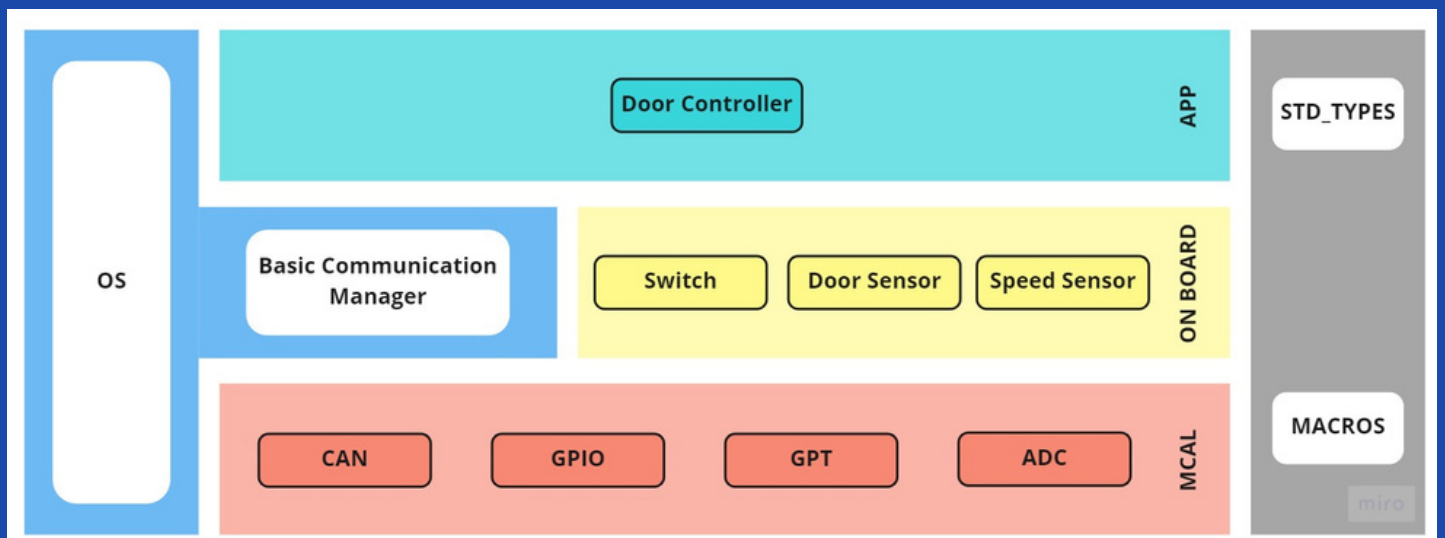 OS
Door Controller
APP
Basic Communication
Manager
Switch
Door Sensor
Speed Sensor
ON BOARD
CAN
GPIO
GPT
ADC
MCAL
STD_TYPES
MACROS
miro